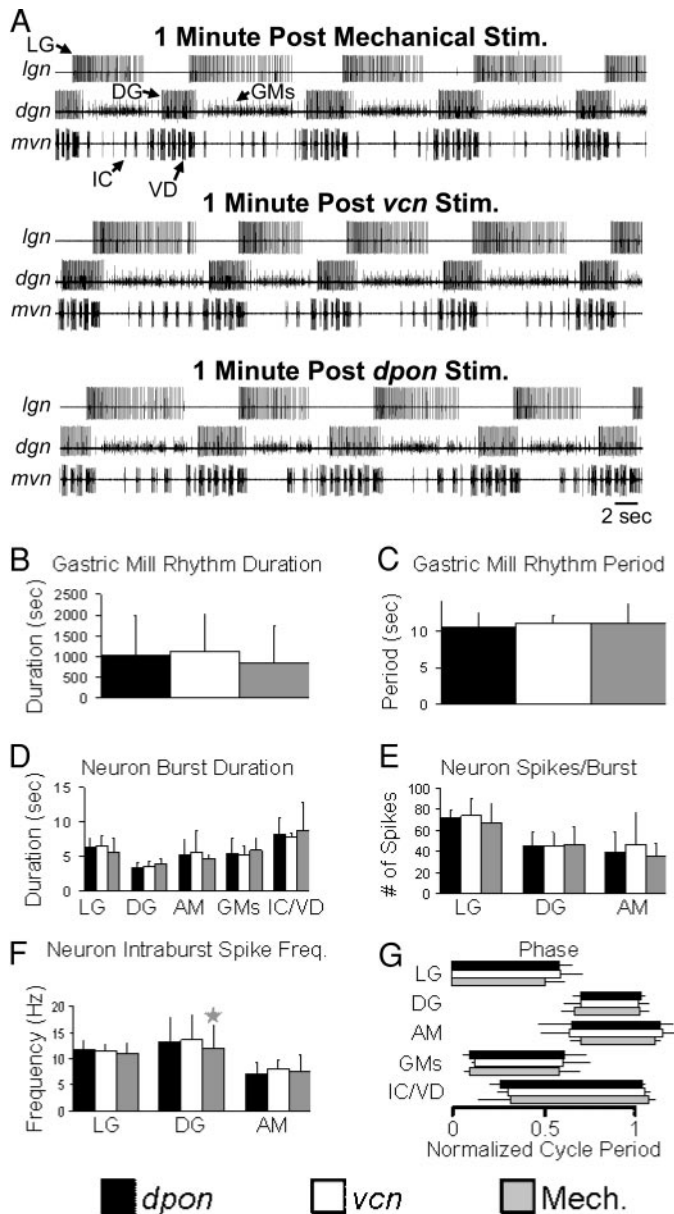 A
1 Minute Post Mechanical Stim.
LG
lgn
DG
GMs
dgn
mvn
IC
VD
1 Minute Post vcn Stim.
lgn
dgn
mvn
1 Minute Post dpon Stim.
lgn
dgn
mvn
2 sec
B
Gastric Mill Rhythm Duration
Duration (sec)
2500
2000
1500
1000
500
0
C
Gastric Mill Rhythm Period
Period (sec)
10
5
0
D
Neuron Burst Duration
Duration (sec)
15
10
5
0
LG DG AM GMs IC/VD
E
Neuron Spikes/Burst
# of Spikes
100
80
60
40
20
0
LG DG AM
F
Neuron Intraburst Spike Freq.
Frequency (Hz)
20
15
10
5
0
LG DG AM
G
Phase
LG
DG
AM
GMs
IC/VD
0 0.5 1
Normalized Cycle Period
dpon vcn Mech.